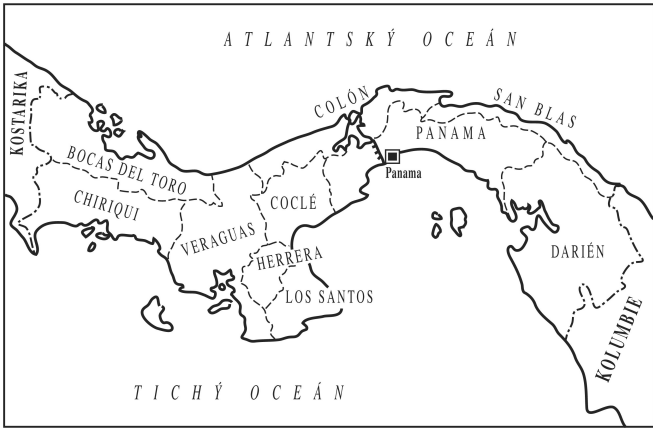 ATLANTSKÝ OCEÁN
KOSTARIKA
COLÓN
SAN BLAS
PANAMA
Panama
BOCAS DEL TORO
CHIRIQUI
COCLÉ
VERAGUAS
HERRERA
DARIÉN
LOS SANTOS
KOLUMBIE
TICHÝ OCEÁN